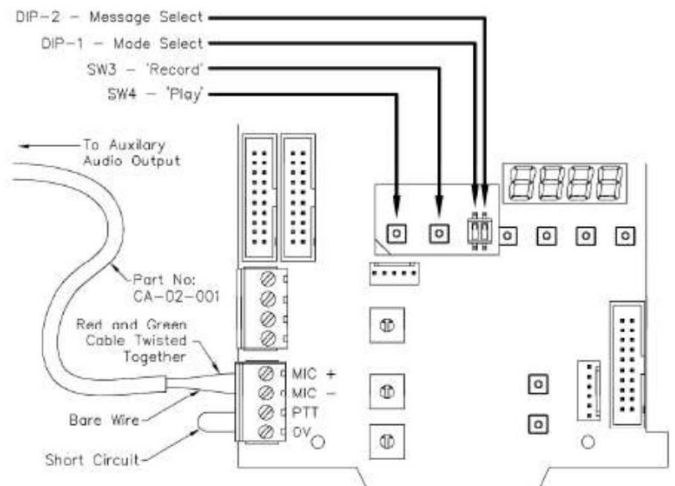 DIP-2 - Message Select
DIP-1 - Mode Select
SW3 - 'Record'
SW4 - 'Play'
To Auxilary
Audio Output
8888
Part No:
CA-02-001
Red and Green
Cable Twisted
Together
MIC +
MIC -
Bare Wire
PTT
0V
Short Circuit